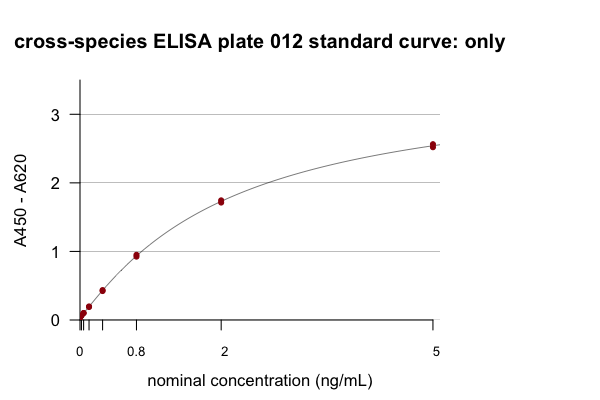 cross-species ELISA plate 012 standard curve: only
3
2
1
0
A450 - A620
0
0.8
2
5
nominal concentration (ng/mL)